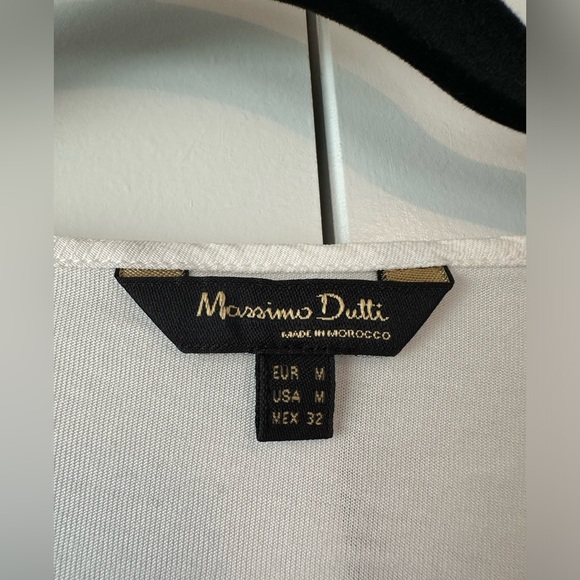 Massimo Dutti
MADE IN MOROCCO
EUR M
USA M
MEX 32